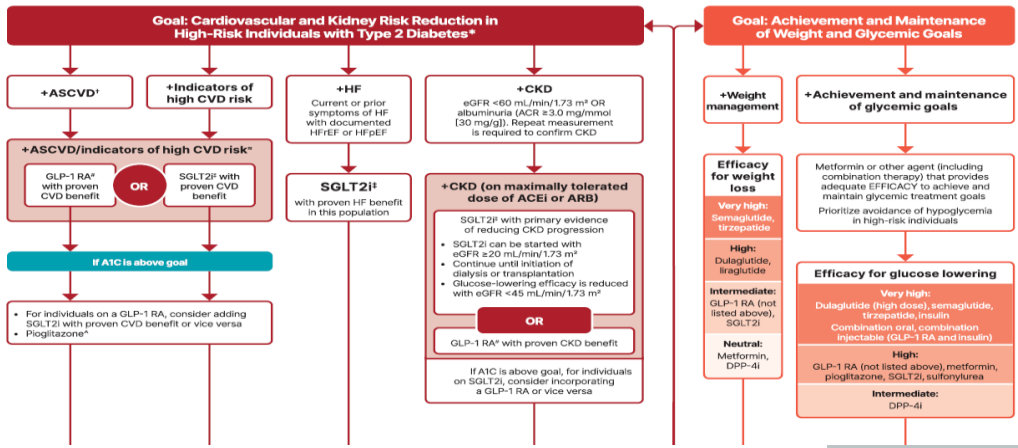 Goal: Cardiovascular and Kidney Risk Reduction in
High-Risk Individuals with Type 2 Diabetes*
+ASCVD†
+Indicators of
high CVD risk
+ASCVD/indicators of high CVD risk"
GLP-1 RA#
with proven
CVD benefit
OR
SGLT2i‡ with
proven CVD
benefit
If A1C is above goal
• For individuals on a GLP-1 RA, consider adding
SGLT2i with proven CVD benefit or vice versa
• Pioglitazone^
+HF
Current or prior
symptoms of HF
with documented
HFrEF or HFpEF
SGLT2i‡
with proven HF benefit
in this population
+CKD
eGFR <60 mL/min/1.73 m² OR
albuminuria (ACR ≥3.0 mg/mmol
[30 mg/g]). Repeat measurement
is required to confirm CKD
+CKD (on maximally tolerated
dose of ACEi or ARB)
SGLT2i‡ with primary evidence
of reducing CKD progression
• SGLT2i can be started with
eGFR ≥20 mL/min/1.73 m²
• Continue until initiation of
dialysis or transplantation
• Glucose-lowering efficacy is reduced
with eGFR <45 mL/min/1.73 m²
OR
GLP-1 RA# with proven CKD benefit
If A1C is above goal, for individuals
on SGLT2i, consider incorporating
a GLP-1 RA or vice versa
Goal: Achievement and Maintenance
of Weight and Glycemic Goals
+Weight
management
Efficacy
for weight
loss
Very high:
Semaglutide,
tirzepatide
High:
Dulaglutide,
liraglutide
Intermediate:
GLP-1 RA (not
listed above),
SGLT2i
Neutral:
Metformin,
DPP-4i
+Achievement and maintenance
of glycemic goals
Metformin or other agent (including
combination therapy) that provides
adequate EFFICACY to achieve and
maintain glycemic treatment goals
Prioritize avoidance of hypoglycemia
in high-risk individuals
Efficacy for glucose lowering
Very high:
Dulaglutide (high dose), semaglutide,
tirzepatide, insulin
Combination oral, combination
injectable (GLP-1 RA and insulin)
High:
GLP-1 RA (not listed above), metformin,
pioglitazone, SGLT2i, sulfonylurea
Intermediate:
DPP-4i